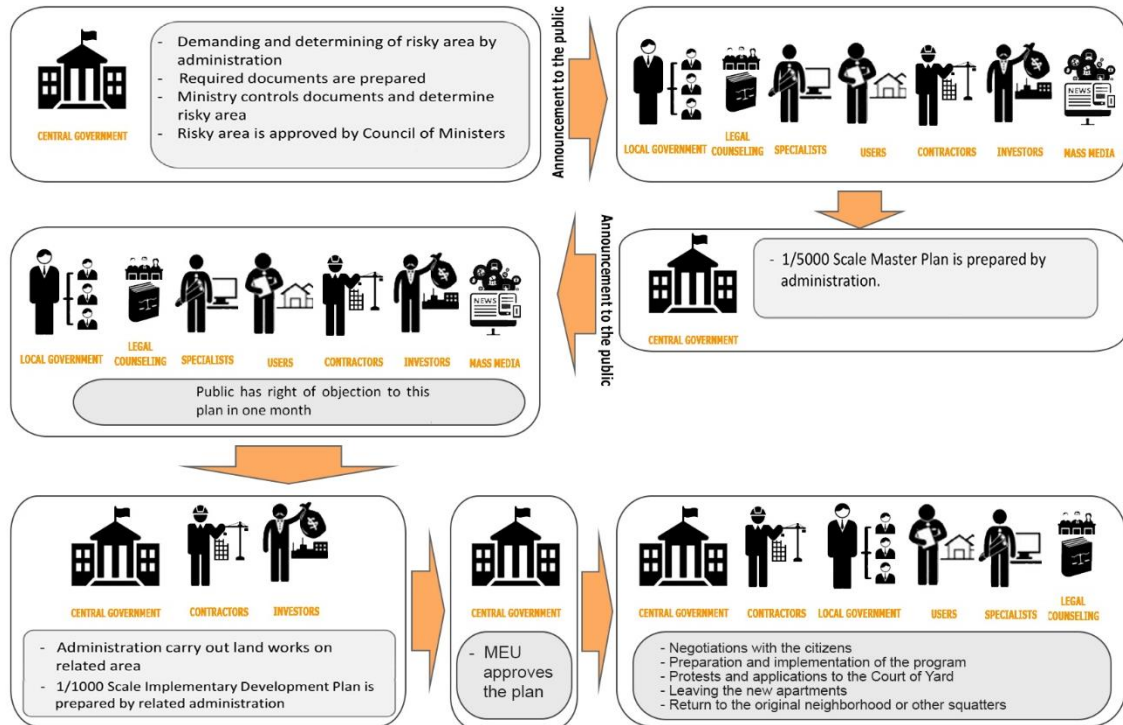 - Demanding and determining of risky area by
administration
- Required documents are prepared
- Ministry controls documents and determine
risky area
- Risky area is approved by Council of Ministers
CENTRAL GOVERNMENT
Announcement to the public
NEWS
LOCAL GOVERNMENT
LEGAL
COUNSELING
SPECIALISTS
USERS
CONTRACTORS
INVESTORS
MASS MEDIA
- 1/5000 Scale Master Plan is prepared by
administration.
CENTRAL GOVERNMENT
Announcement to the public
NEWS
LOCAL GOVERNMENT
LEGAL
COUNSELING
SPECIALISTS
USERS
CONTRACTORS
INVESTORS
MASS MEDIA
Public has right of objection to this
plan in one month
CENTRAL GOVERNMENT
CONTRACTORS
INVESTORS
- Administration carry out land works on
related area
- 1/1000 Scale Implementary Development Plan is
prepared by related administration
CENTRAL GOVERNMENT
- MEU
approves
the plan
CENTRAL GOVERNMENT
CONTRACTORS
LOCAL GOVERNMENT
USERS
SPECIALISTS
LEGAL
COUNSELING
- Negotiations with the citizens
- Preparation and implementation of the program
- Protests and applications to the Court of Yard
- Leaving the new apartments
- Return to the original neighborhood or other squatters